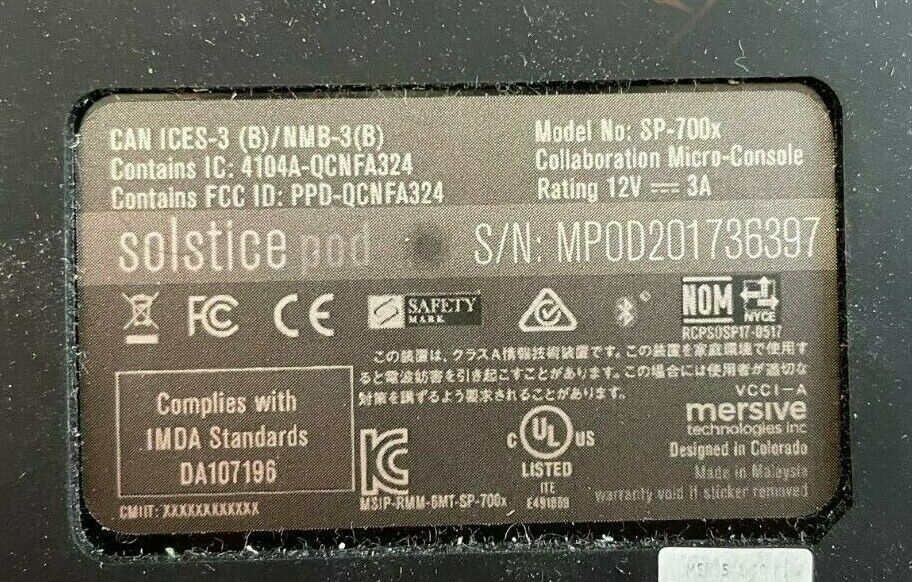 CAN ICES-3 (B)/NMB-3(B)
Contains IC: 4104A-QCNFA324
Contains FCC ID: PPD-QCNFA324
Model No: SP-700x
Collaboration Micro-Console
Rating 12V ⎓ 3A
solstice pod
S/N: MPOD201736397
FC CE
SAFETY
MARK
NOM
NYCE
RCPSOSP17-0517
この装置は、クラスA情報技術装置です。この装置を家庭環境で使用す
ると電波妨害を引き起こすことがあります。この場合には使用者が適切な
対策を講ずるよう要求されることがあります。
VCCI-A
Complies with
IMDA Standards
DA107196
CMIIT: XXXXXXXXXXXX
MSIP-RMM-6MT-SP-700x
c UL us
LISTED
ITE
mersive
technologies inc
Designed in Colorado
Made in Malaysia
warranty void if sticker removed